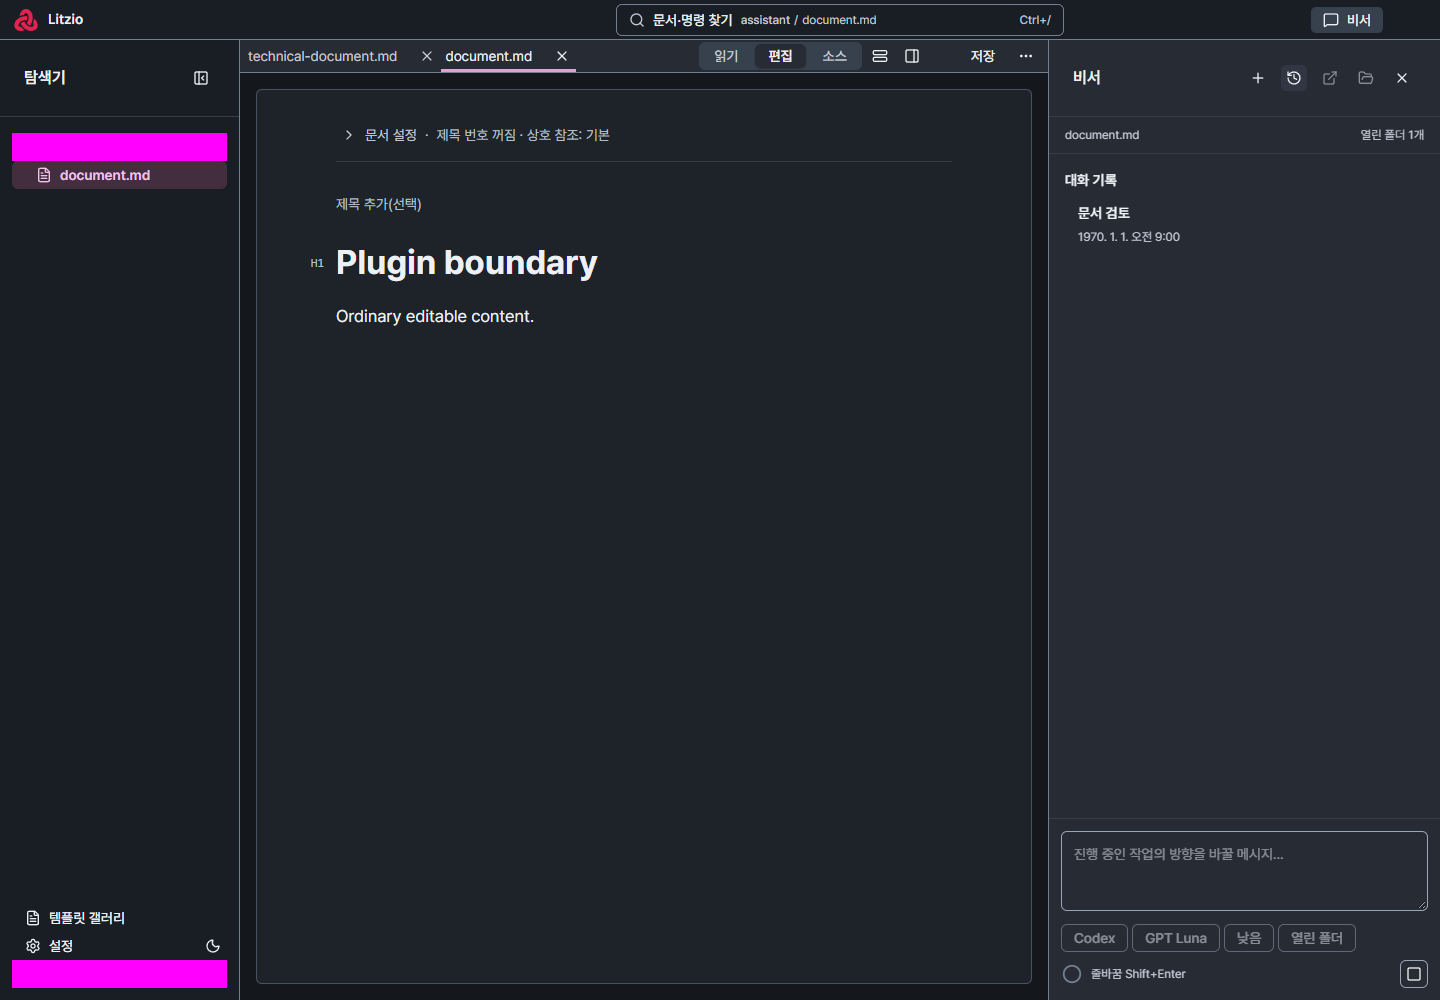 Litzio
문서·명령 찾기 assistant / document.md Ctrl+/
비서
탐색기
document.md
템플릿 갤러리
설정
technical-document.md
document.md
읽기
편집
소스
저장
문서 설정 · 제목 번호 꺼짐 · 상호 참조: 기본
제목 추가(선택)
H1 Plugin boundary
Ordinary editable content.
비서
document.md 열린 폴더 1개
대화 기록
문서 검토
1970. 1. 1. 오전 9:00
진행 중인 작업의 방향을 바꿀 메시지...
Codex
GPT Luna
낮음
열린 폴더
줄바꿈 Shift+Enter